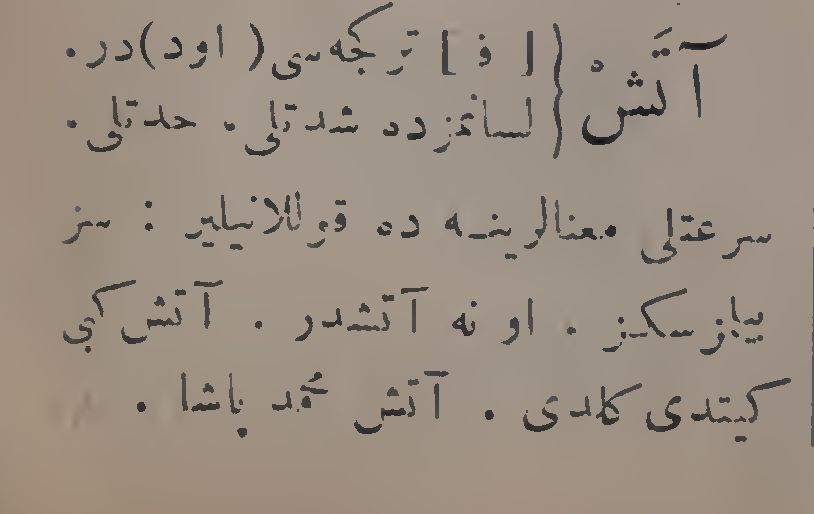 آتَشْ { [ ف ] ترجمه سی ( اود ) در .
لسانمزده شدتلی . حدتلی .
سرعتلی معنالرینه ده قوللانیلیر : سز
بیلزسکز . او نه آتشدر . آتش کبی
کیتدی کلدی . آتش محمد پاشا .